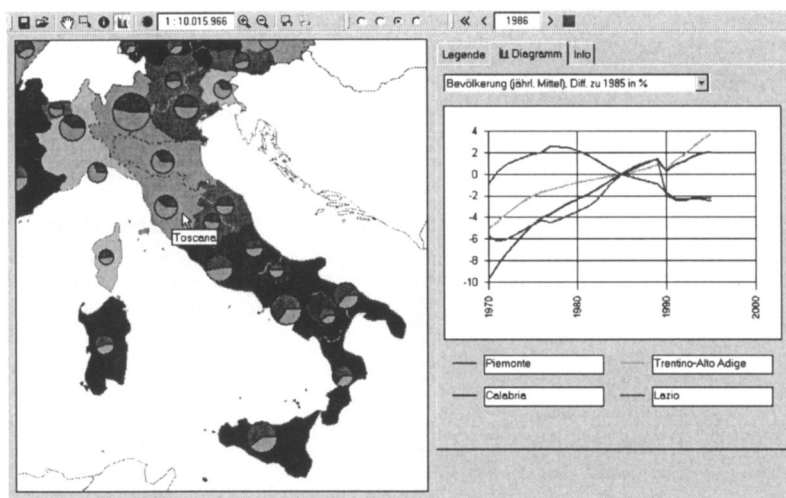 1 : 10.015.966
1986
Legende
Diagramm
Info
Bevölkerung (jährl. Mittel), Diff. zu 1985 in %
4
2
0
-2
-4
-6
-8
-10
1970
1980
1990
2000
Toscana
Piemonte
Trentino-Alto Adige
Calabria
Lazio